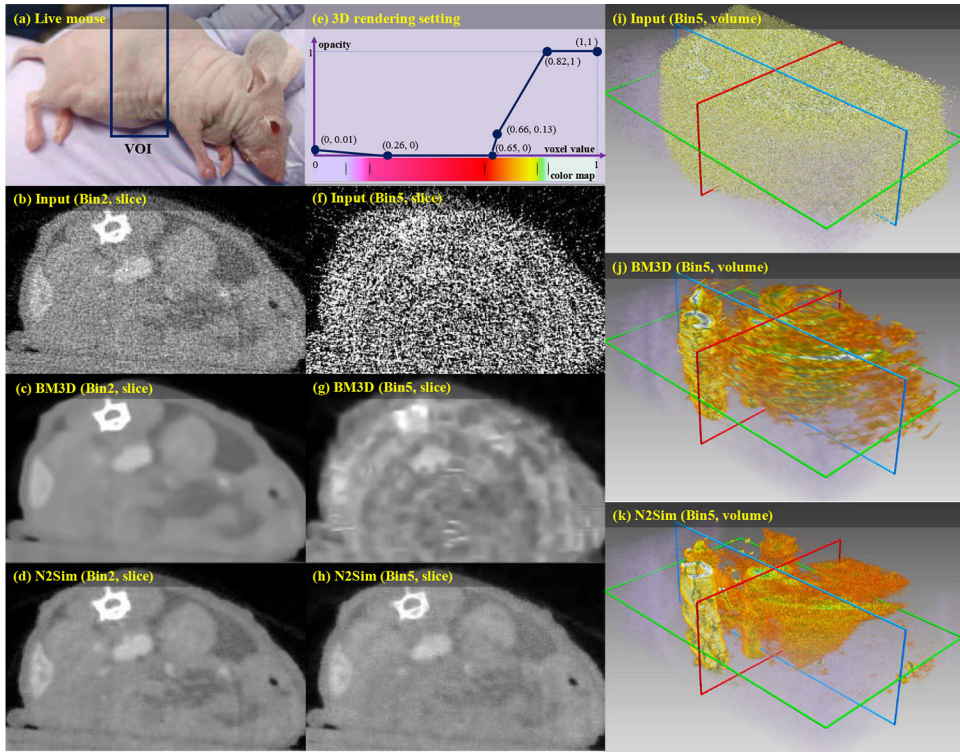 (a) Live mouse
VOI
(b) Input (Bin2, slice)
(c) BM3D (Bin2, slice)
(d) N2Sim (Bin2, slice)
(e) 3D rendering setting
opacity
1
(1,1 )
(0.82,1 )
(0.66, 0.13)
(0, 0.01)
(0.26, 0)
(0.65, 0)
voxel value
0
1
color map
(f) Input (Bin5, slice)
(g) BM3D (Bin5, slice)
(h) N2Sim (Bin5, slice)
(i) Input (Bin5, volume)
(j) BM3D (Bin5, volume)
(k) N2Sim (Bin5, volume)